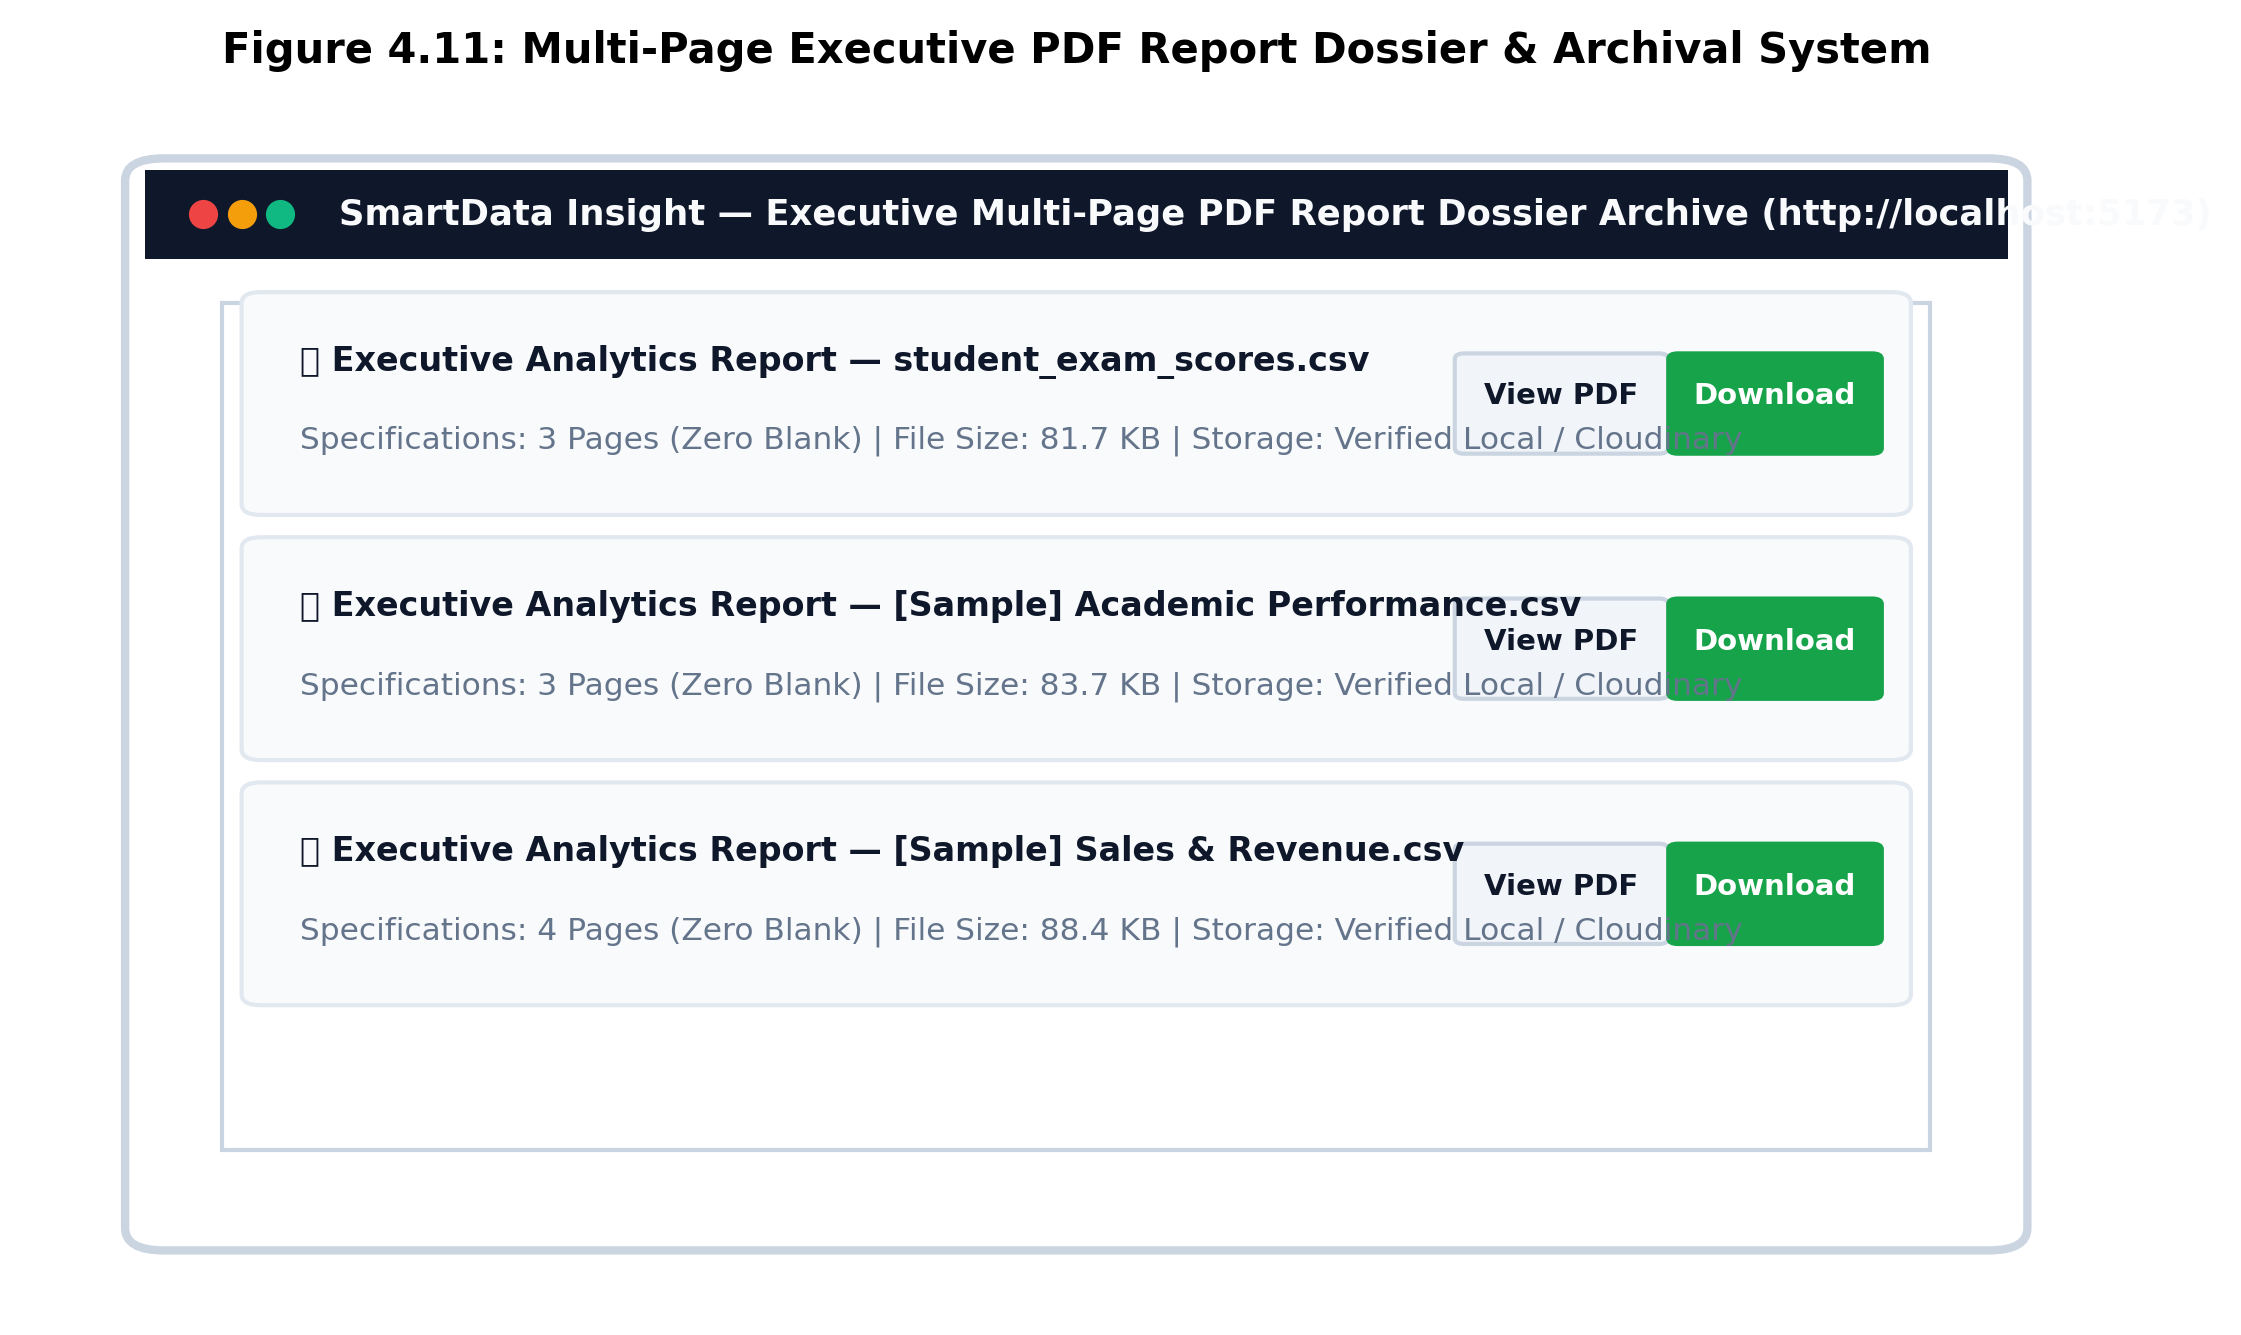 Figure 4.11: Multi-Page Executive PDF Report Dossier & Archival System
SmartData Insight — Executive Multi-Page PDF Report Dossier Archive (http://localhost:5173)
Executive Analytics Report — student_exam_scores.csv
View PDF
Download
Specifications: 3 Pages (Zero Blank) | File Size: 81.7 KB | Storage: Verified Local / Cloudinary
Executive Analytics Report — [Sample] Academic Performance.csv
View PDF
Download
Specifications: 3 Pages (Zero Blank) | File Size: 83.7 KB | Storage: Verified Local / Cloudinary
Executive Analytics Report — [Sample] Sales & Revenue.csv
View PDF
Download
Specifications: 4 Pages (Zero Blank) | File Size: 88.4 KB | Storage: Verified Local / Cloudinary